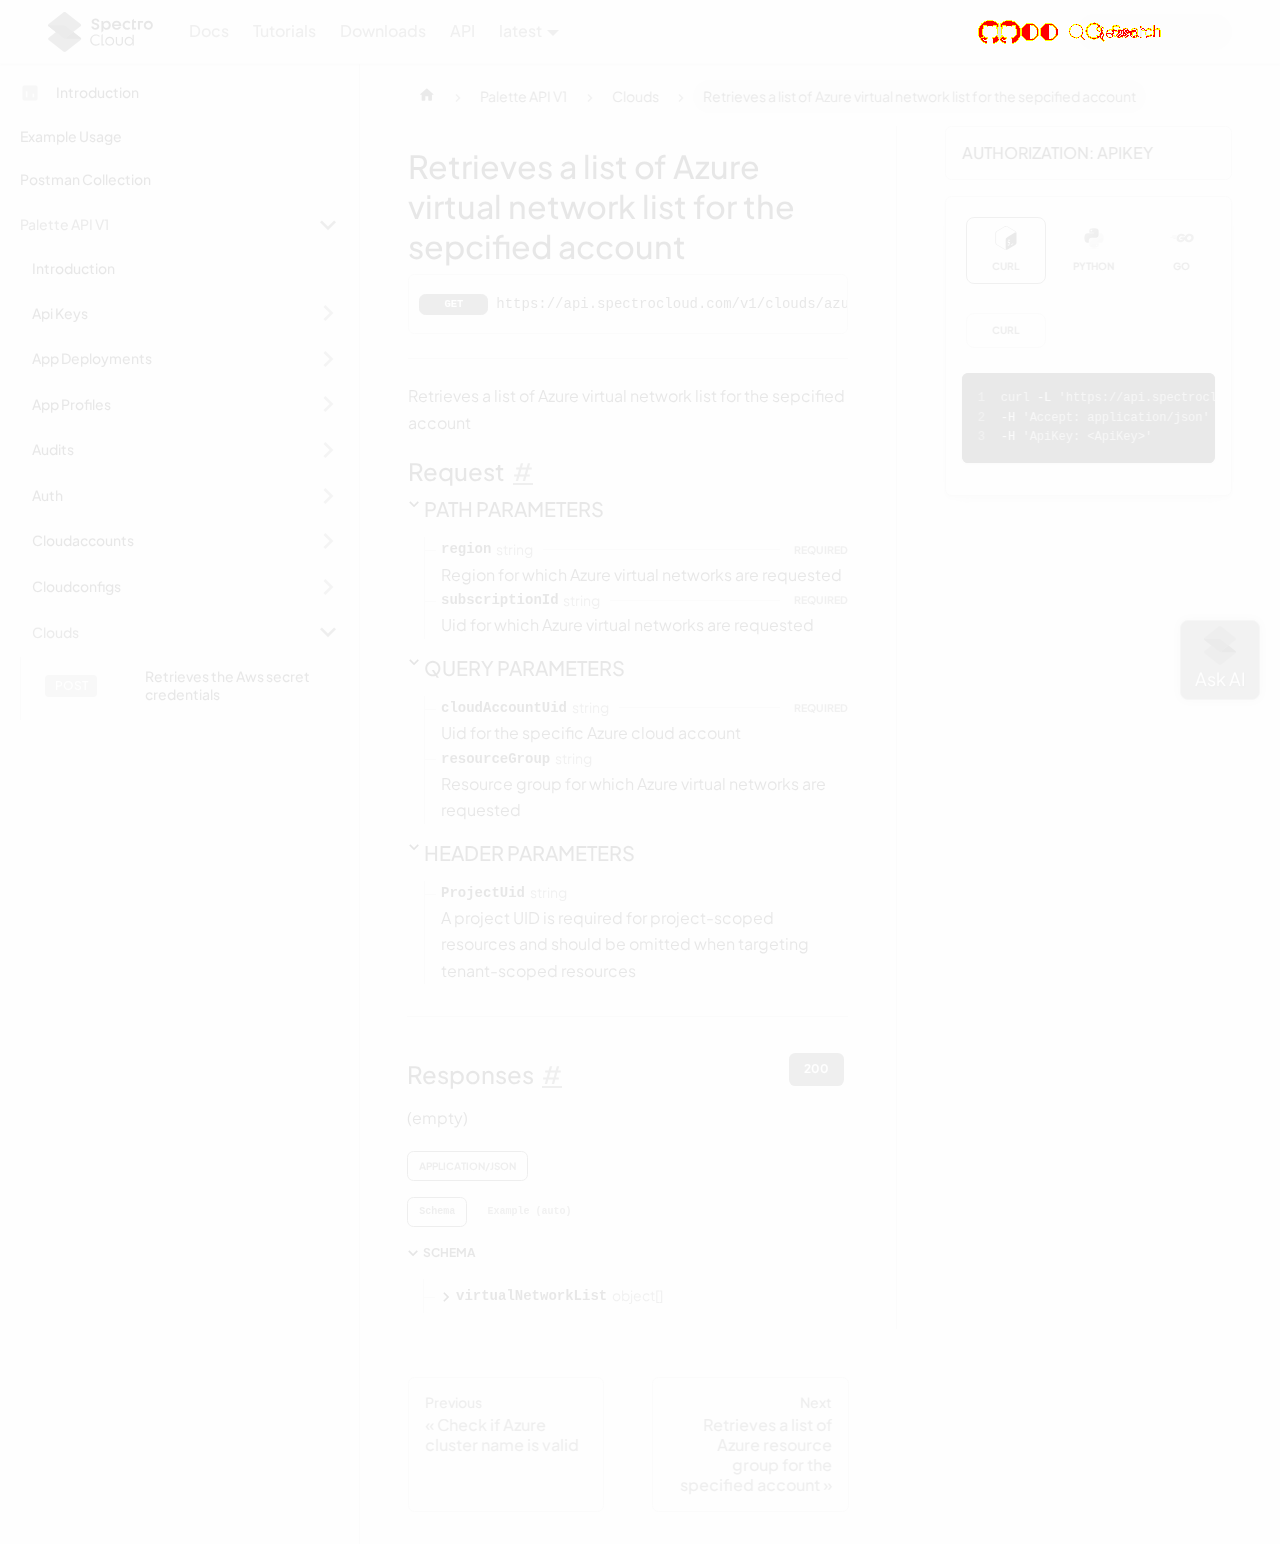 Spectro
Cloud
Docs
Tutorials
Downloads
API
latest
Search
Introduction
Example Usage
Postman Collection
Palette API V1
Introduction
Api Keys
App Deployments
App Profiles
Audits
Auth
Cloudaccounts
Cloudconfigs
Clouds
POST
Retrieves the Aws secret
credentials
Palette API V1
Clouds
Retrieves a list of Azure virtual network list for the sepcified account
Retrieves a list of Azure
virtual network list for the
sepcified account
GET https://api.spectrocloud.com/v1/clouds/azu
Retrieves a list of Azure virtual network list for the sepcified
account
Request #
PATH PARAMETERS
region string REQUIRED
Region for which Azure virtual networks are requested
subscriptionId string REQUIRED
Uid for which Azure virtual networks are requested
QUERY PARAMETERS
cloudAccountUid string REQUIRED
Uid for the specific Azure cloud account
resourceGroup string
Resource group for which Azure virtual networks are
requested
HEADER PARAMETERS
ProjectUid string
A project UID is required for project-scoped
resources and should be omitted when targeting
tenant-scoped resources
Responses #
200
(empty)
APPLICATION/JSON
Schema
Example (auto)
SCHEMA
virtualNetworkList object[]
Previous
« Check if Azure
cluster name is valid
Next
Retrieves a list of
Azure resource
group for the
specified account »
AUTHORIZATION: APIKEY
CURL
PYTHON
GO
GO
CURL
1 curl -L 'https://api.spectrocl
2 -H 'Accept: application/json'
3 -H 'ApiKey: <ApiKey>'
Ask AI